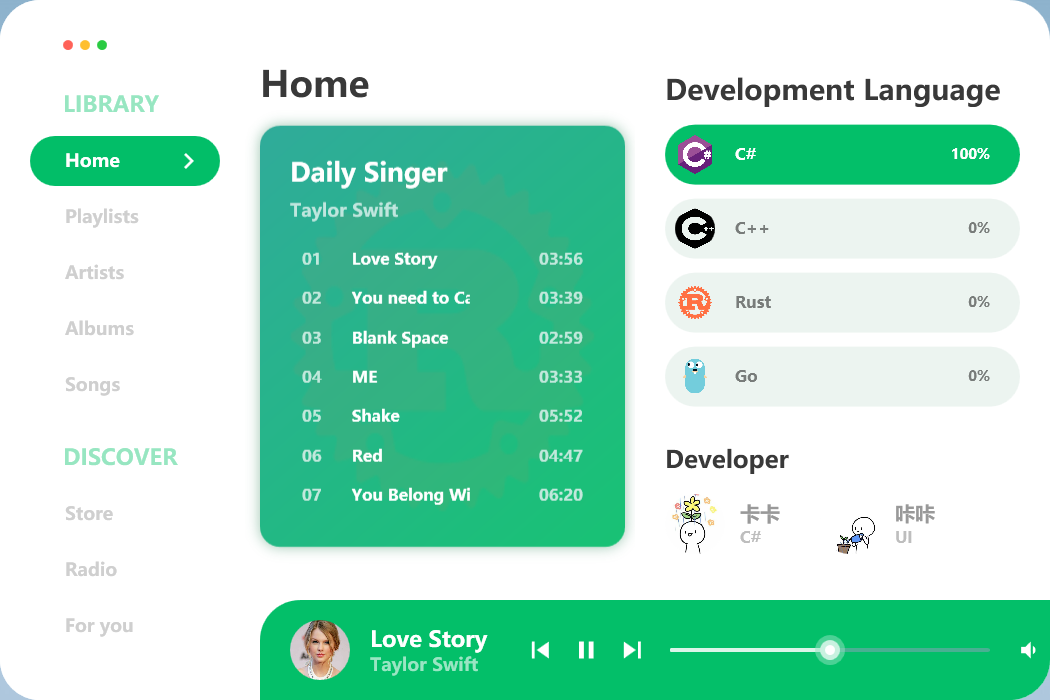 LIBRARY
Home
Playlists
Artists
Albums
Songs
DISCOVER
Store
Radio
For you
Home
Daily Singer
Taylor Swift
01 Love Story 03:56
02 You need to Ca 03:39
03 Blank Space 02:59
04 ME 03:33
05 Shake 05:52
06 Red 04:47
07 You Belong Wi 06:20
Development Language
C# 100%
C++ 0%
Rust 0%
Go 0%
Developer
卡卡
C#
咔咔
UI
Love Story
Taylor Swift